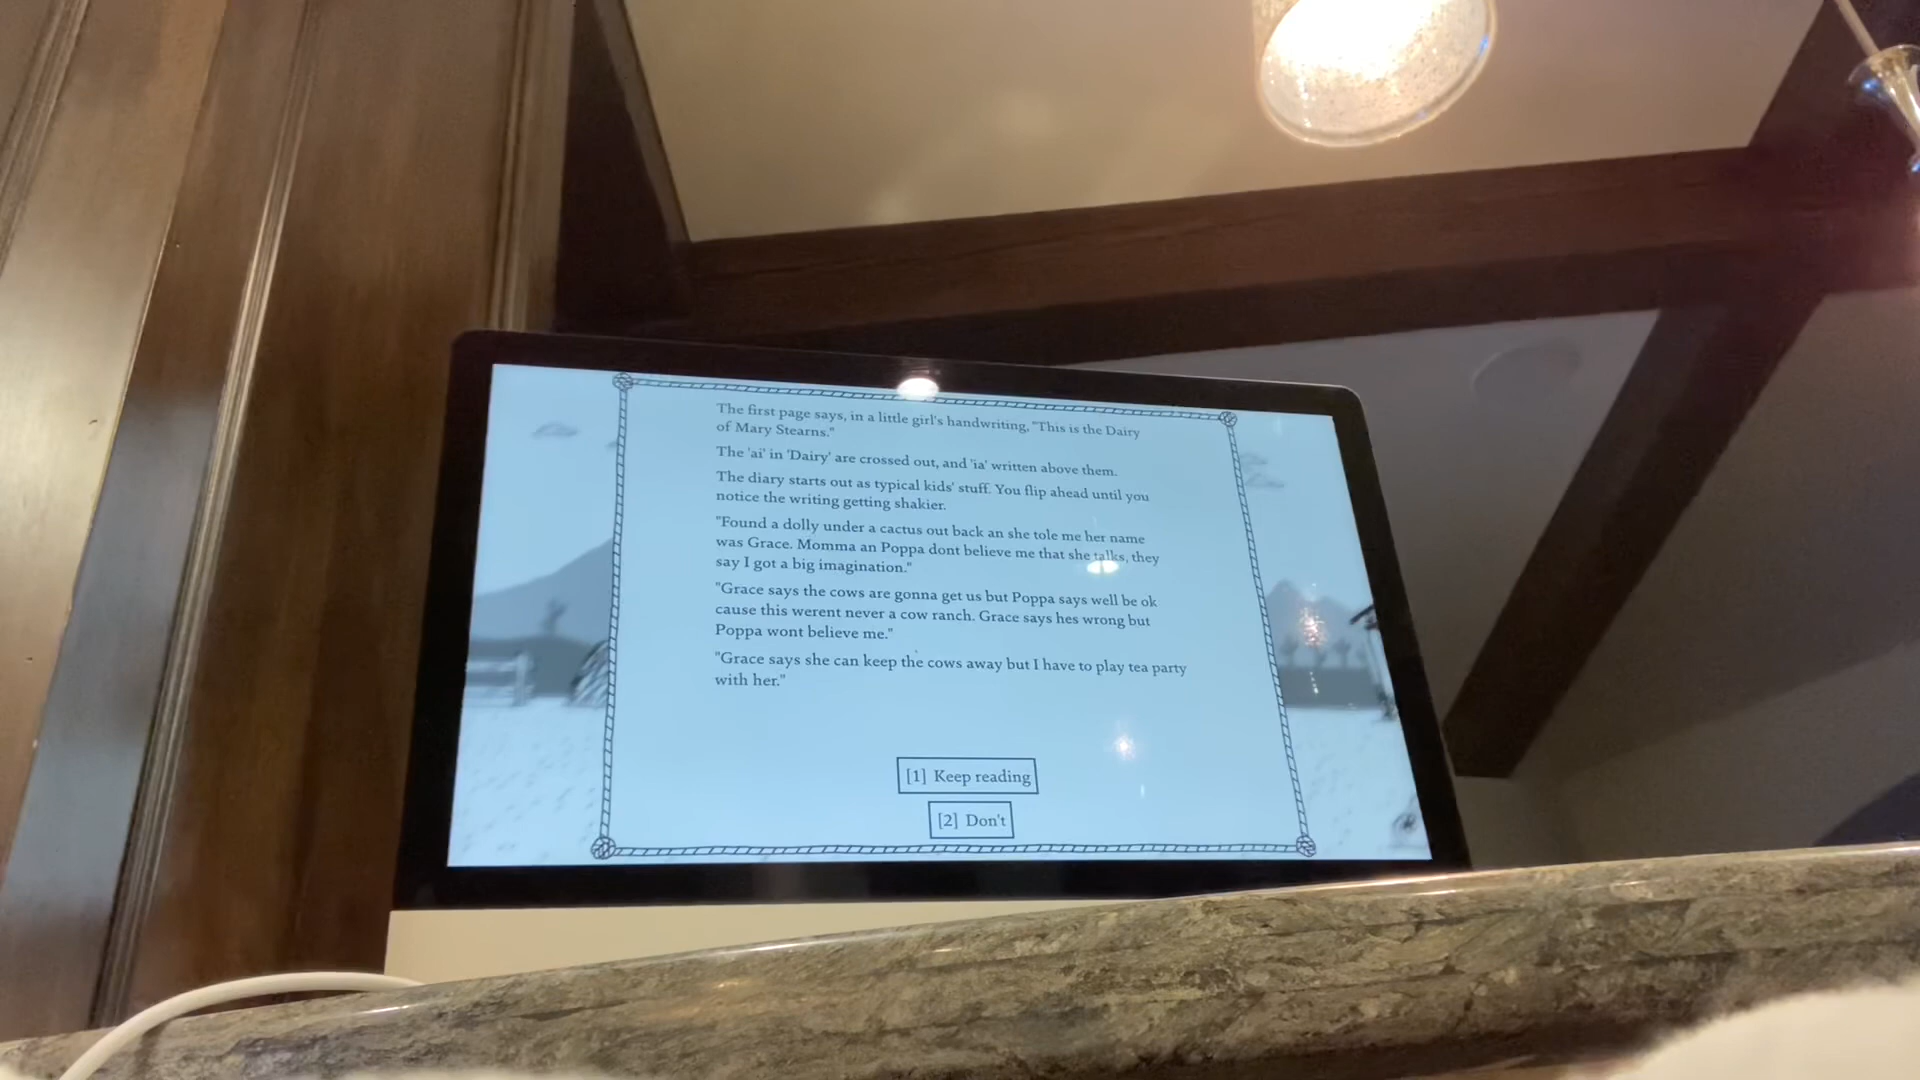 The first page says, in a little girl's handwriting, "This is the Dairy
of Mary Stearns."
The 'ai' in 'Dairy' are crossed out, and 'ia' written above them.
The diary starts out as typical kids' stuff. You flip ahead until you
notice the writing getting shakier.
"Found a dolly under a cactus out back an she tole me her name
was Grace. Momma an Poppa dont believe me that she talks, they
say I got a big imagination."
"Grace says the cows are gonna get us but Poppa says well be ok
cause this werent never a cow ranch. Grace says hes wrong but
Poppa wont believe me."
"Grace says she can keep the cows away but I have to play tea party
with her."
[1] Keep reading
[2] Don't